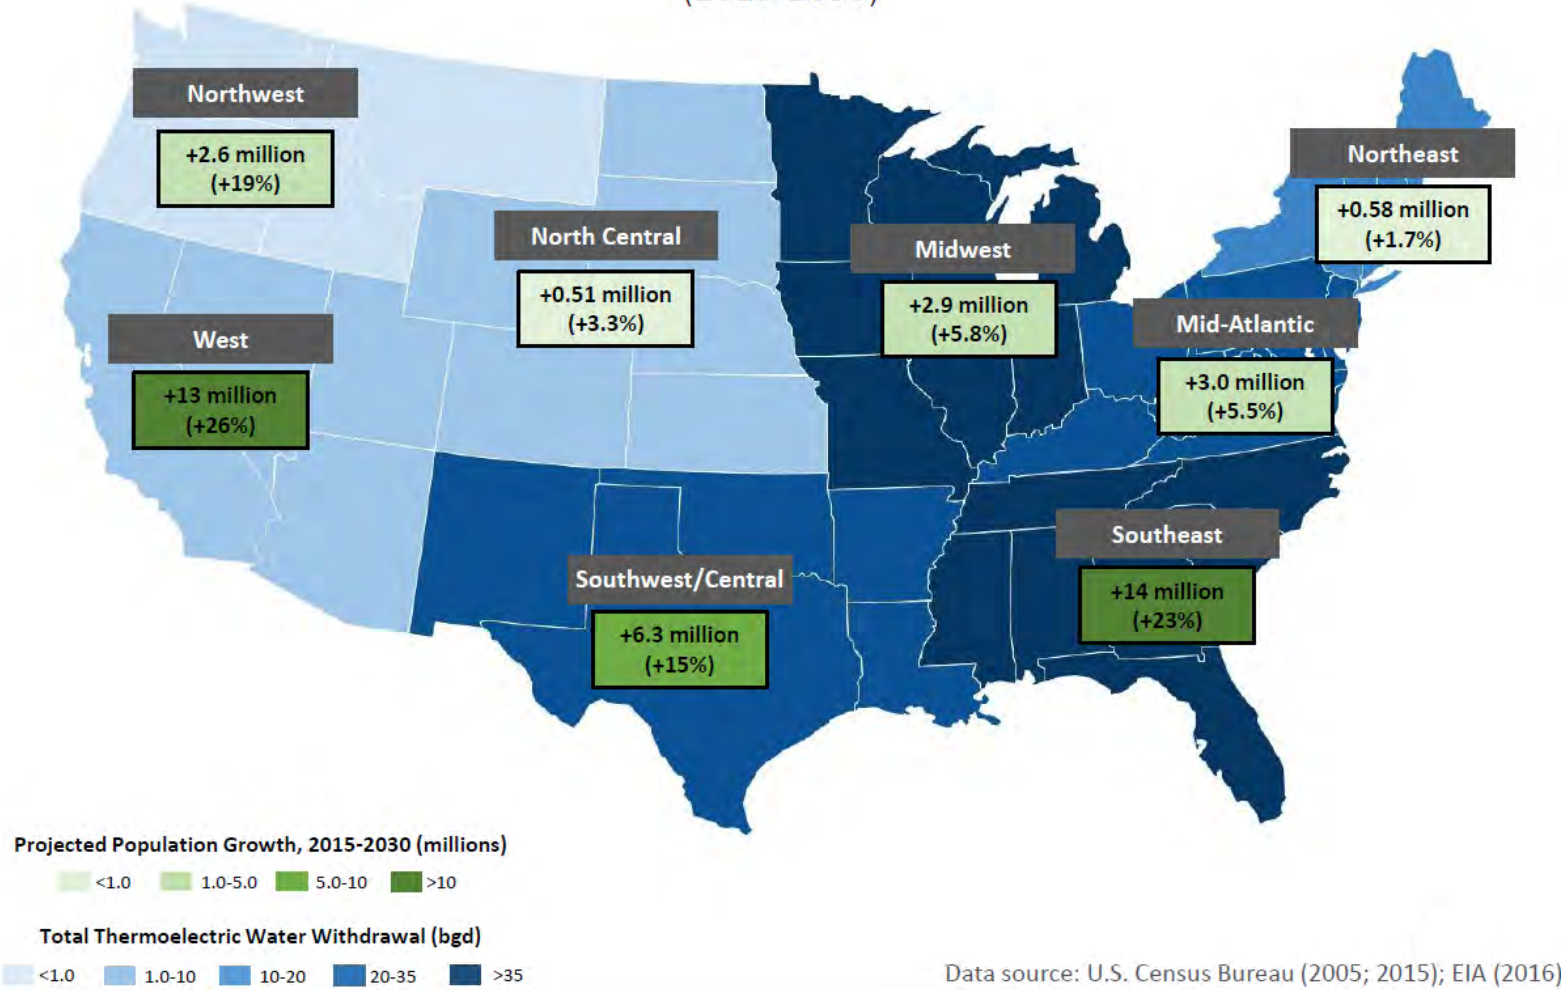 Northwest
+2.6 million
(+19%)
Northeast
+0.58 million
(+1.7%)
North Central
+0.51 million
(+3.3%)
Midwest
+2.9 million
(+5.8%)
Mid-Atlantic
+3.0 million
(+5.5%)
West
+13 million
(+26%)
Southeast
+14 million
(+23%)
Southwest/Central
+6.3 million
(+15%)
Projected Population Growth, 2015-2030 (millions)
<1.0 1.0-5.0 5.0-10 >10
Total Thermoelectric Water Withdrawal (bgd)
<1.0 1.0-10 10-20 20-35 >35
Data source: U.S. Census Bureau (2005; 2015); EIA (2016)